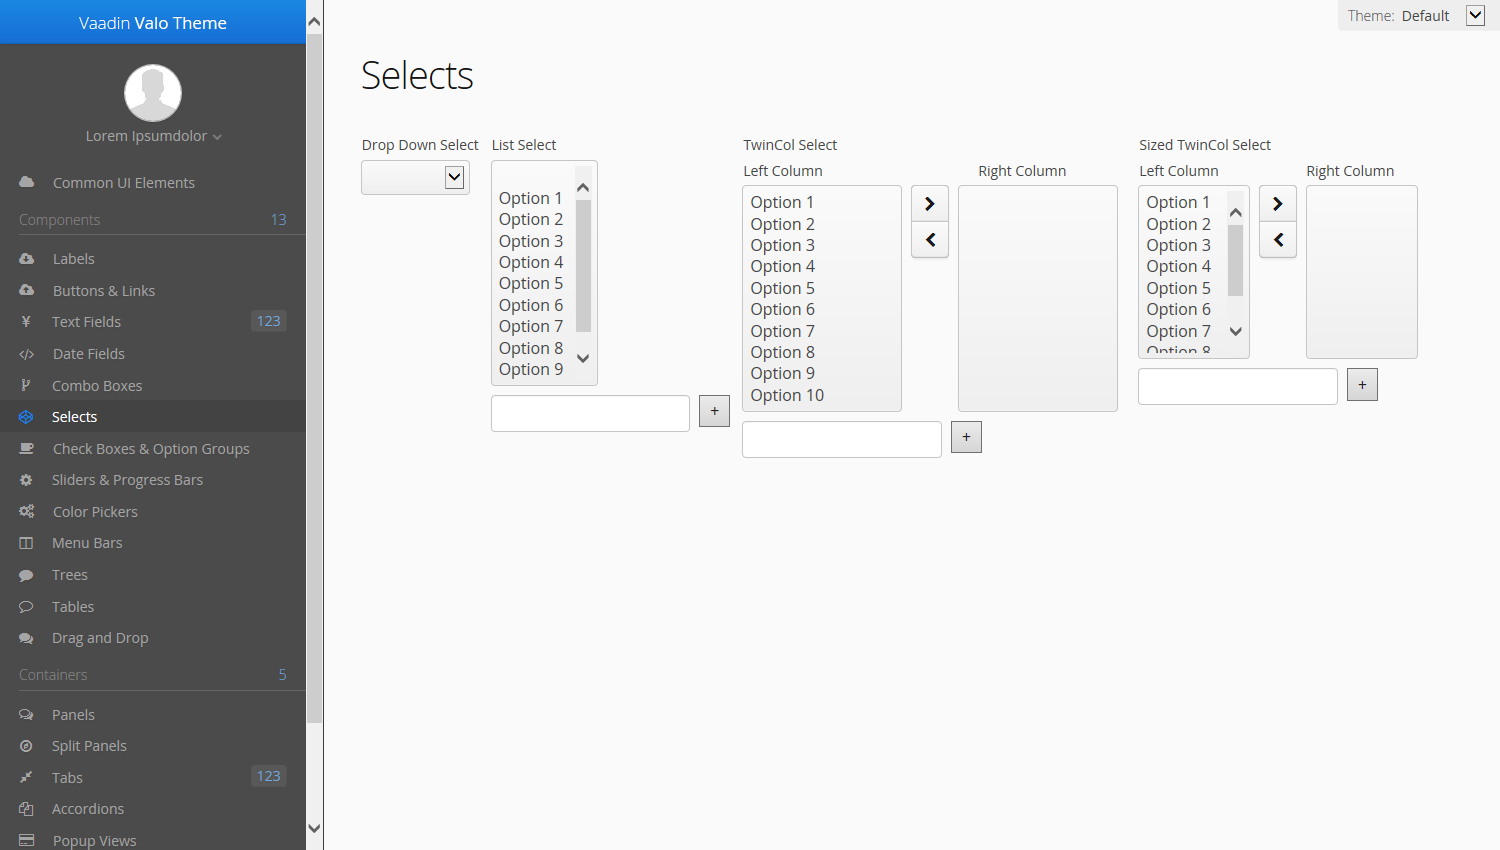 Vaadin Valo Theme
Lorem Ipsumdolor
Common UI Elements
Components 13
Labels
Buttons & Links
Text Fields 123
Date Fields
Combo Boxes
Selects
Check Boxes & Option Groups
Sliders & Progress Bars
Color Pickers
Menu Bars
Trees
Tables
Drag and Drop
Containers 5
Panels
Split Panels
Tabs 123
Accordions
Popup Views
Theme: Default
Selects
Drop Down Select
List Select
Option 1
Option 2
Option 3
Option 4
Option 5
Option 6
Option 7
Option 8
Option 9
+
TwinCol Select
Left Column
Right Column
Option 1
Option 2
Option 3
Option 4
Option 5
Option 6
Option 7
Option 8
Option 9
Option 10
+
Sized TwinCol Select
Left Column
Right Column
Option 1
Option 2
Option 3
Option 4
Option 5
Option 6
Option 7
Option 8
+